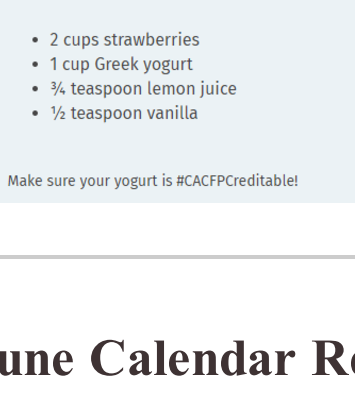 • 2 cups strawberries
• 1 cup Greek yogurt
• ¾ teaspoon lemon juice
• ½ teaspoon vanilla
Make sure your yogurt is #CACFPCreditable!
une Calendar Re